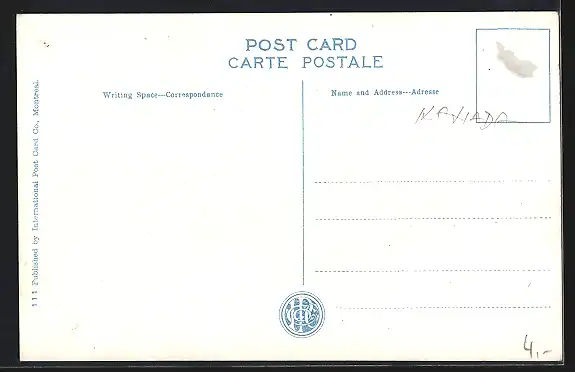 POST CARD
CARTE POSTALE
Writing Space---Correspondance
Name and Address---Adresse
111 Published by International Post Card Co., Montreal.
4,-